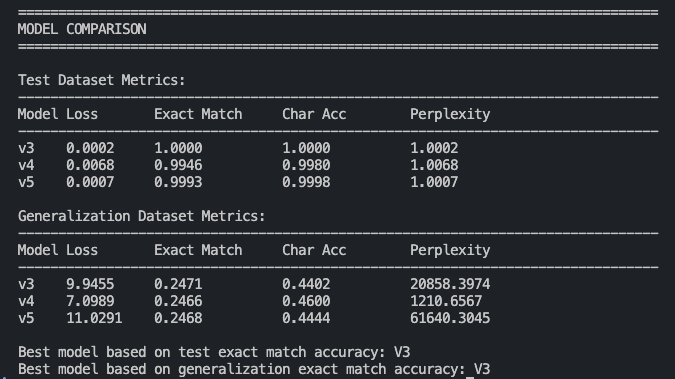 ================================================================================
MODEL COMPARISON
================================================================================
Test Dataset Metrics:
--------------------------------------------------------------------------------
Model Loss Exact Match Char Acc Perplexity
--------------------------------------------------------------------------------
v3 0.0002 1.0000 1.0000 1.0002
v4 0.0068 0.9946 0.9980 1.0068
v5 0.0007 0.9993 0.9998 1.0007
Generalization Dataset Metrics:
--------------------------------------------------------------------------------
Model Loss Exact Match Char Acc Perplexity
--------------------------------------------------------------------------------
v3 9.9455 0.2471 0.4402 20858.3974
v4 7.0989 0.2466 0.4600 1210.6567
v5 11.0291 0.2468 0.4444 61640.3045
Best model based on test exact match accuracy: V3
Best model based on generalization exact match accuracy: V3